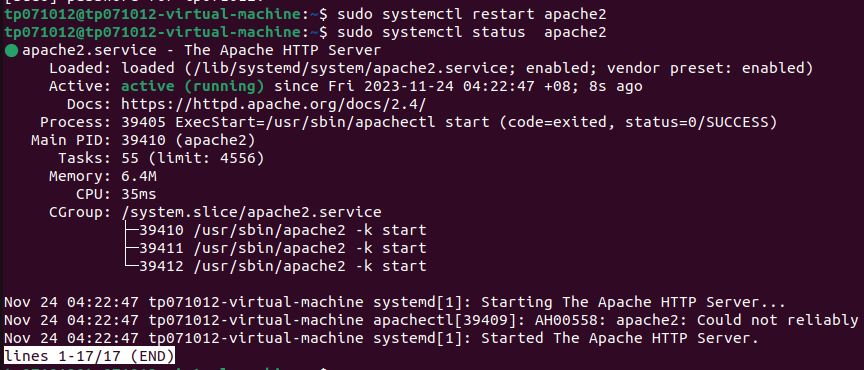 tp071012@tp071012-virtual-machine:~$ sudo systemctl restart apache2
tp071012@tp071012-virtual-machine:~$ sudo systemctl status  apache2
● apache2.service - The Apache HTTP Server
     Loaded: loaded (/lib/systemd/system/apache2.service; enabled; vendor preset: enabled)
     Active: active (running) since Fri 2023-11-24 04:22:47 +08; 8s ago
       Docs: https://httpd.apache.org/docs/2.4/
    Process: 39405 ExecStart=/usr/sbin/apachectl start (code=exited, status=0/SUCCESS)
   Main PID: 39410 (apache2)
      Tasks: 55 (limit: 4556)
     Memory: 6.4M
        CPU: 35ms
     CGroup: /system.slice/apache2.service
             ├─39410 /usr/sbin/apache2 -k start
             ├─39411 /usr/sbin/apache2 -k start
             └─39412 /usr/sbin/apache2 -k start
Nov 24 04:22:47 tp071012-virtual-machine systemd[1]: Starting The Apache HTTP Server...
Nov 24 04:22:47 tp071012-virtual-machine apachectl[39409]: AH00558: apache2: Could not reliably
Nov 24 04:22:47 tp071012-virtual-machine systemd[1]: Started The Apache HTTP Server.
lines 1-17/17 (END)